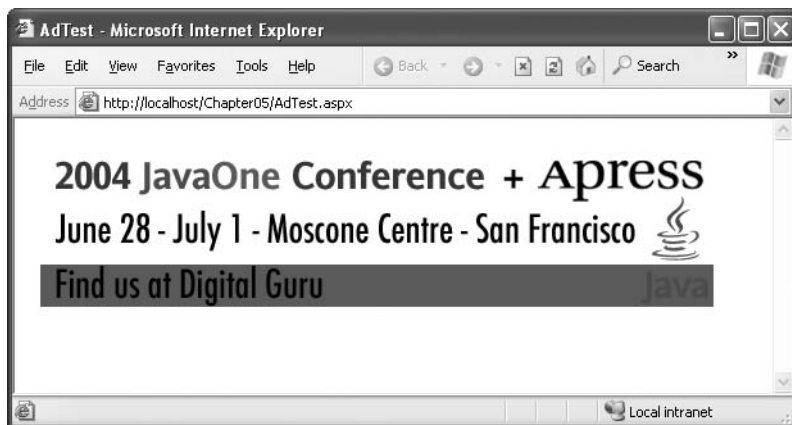 AdTest - Microsoft Internet Explorer
File Edit View Favorites Tools Help Back Search »
Address http://localhost/Chapter05/AdTest.aspx
2004 JavaOne Conference + Apress
June 28 - July 1 - Moscone Centre - San Francisco
Find us at Digital Guru Java
Local intranet